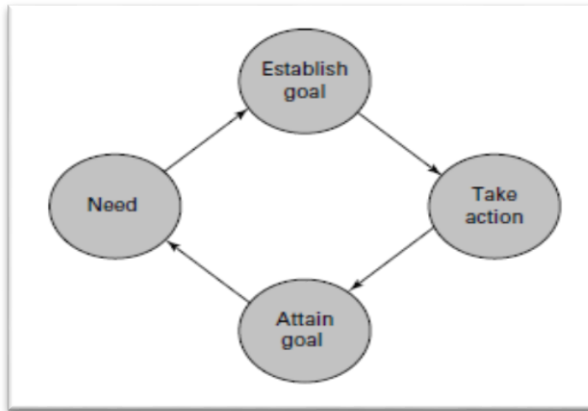 Establish
goal
Need
Take
action
Attain
goal